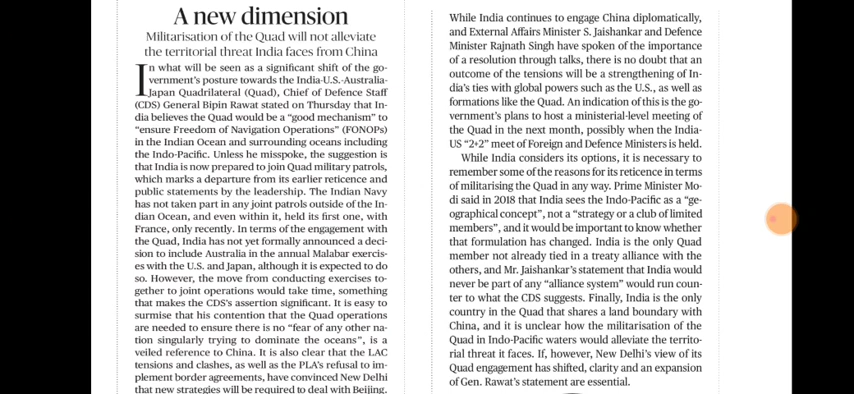 A new dimension
Militarisation of the Quad will not alleviate
the territorial threat India faces from China
In what will be seen as a significant shift of the go-
vernment's posture towards the India-U.S.-Australia-
Japan Quadrilateral (Quad), Chief of Defence Staff
(CDS) General Bipin Rawat stated on Thursday that In-
dia believes the Quad would be a “good mechanism” to
“ensure Freedom of Navigation Operations” (FONOPs)
in the Indian Ocean and surrounding oceans including
the Indo-Pacific. Unless he misspoke, the suggestion is
that India is now prepared to join Quad military patrols,
which marks a departure from its earlier reticence and
public statements by the leadership. The Indian Navy
has not taken part in any joint patrols outside of the In-
dian Ocean, and even within it, held its first one, with
France, only recently. In terms of the engagement with
the Quad, India has not yet formally announced a deci-
sion to include Australia in the annual Malabar exercis-
es with the U.S. and Japan, although it is expected to do
so. However, the move from conducting exercises to-
gether to joint operations would take time, something
that makes the CDS's assertion significant. It is easy to
surmise that his contention that the Quad operations
are needed to ensure there is no “fear of any other na-
tion singularly trying to dominate the oceans”, is a
veiled reference to China. It is also clear that the LAC
tensions and clashes, as well as the PLA's refusal to im-
plement border agreements, have convinced New Delhi
that new strategies will be required to deal with Beijing.
While India continues to engage China diplomatically,
and External Affairs Minister S. Jaishankar and Defence
Minister Rajnath Singh have spoken of the importance
of a resolution through talks, there is no doubt that an
outcome of the tensions will be a strengthening of In-
dia's ties with global powers such as the U.S., as well as
formations like the Quad. An indication of this is the go-
vernment's plans to host a ministerial-level meeting of
the Quad in the next month, possibly when the India-
US “2+2” meet of Foreign and Defence Ministers is held.
While India considers its options, it is necessary to
remember some of the reasons for its reticence in terms
of militarising the Quad in any way. Prime Minister Mo-
di said in 2018 that India sees the Indo-Pacific as a “ge-
ographical concept”, not a “strategy or a club of limited
members”, and it would be important to know whether
that formulation has changed. India is the only Quad
member not already tied in a treaty alliance with the
others, and Mr. Jaishankar's statement that India would
never be part of any “alliance system” would run coun-
ter to what the CDS suggests. Finally, India is the only
country in the Quad that shares a land boundary with
China, and it is unclear how the militarisation of the
Quad in Indo-Pacific waters would alleviate the territo-
rial threat it faces. If, however, New Delhi's view of its
Quad engagement has shifted, clarity and an expansion
of Gen. Rawat's statement are essential.